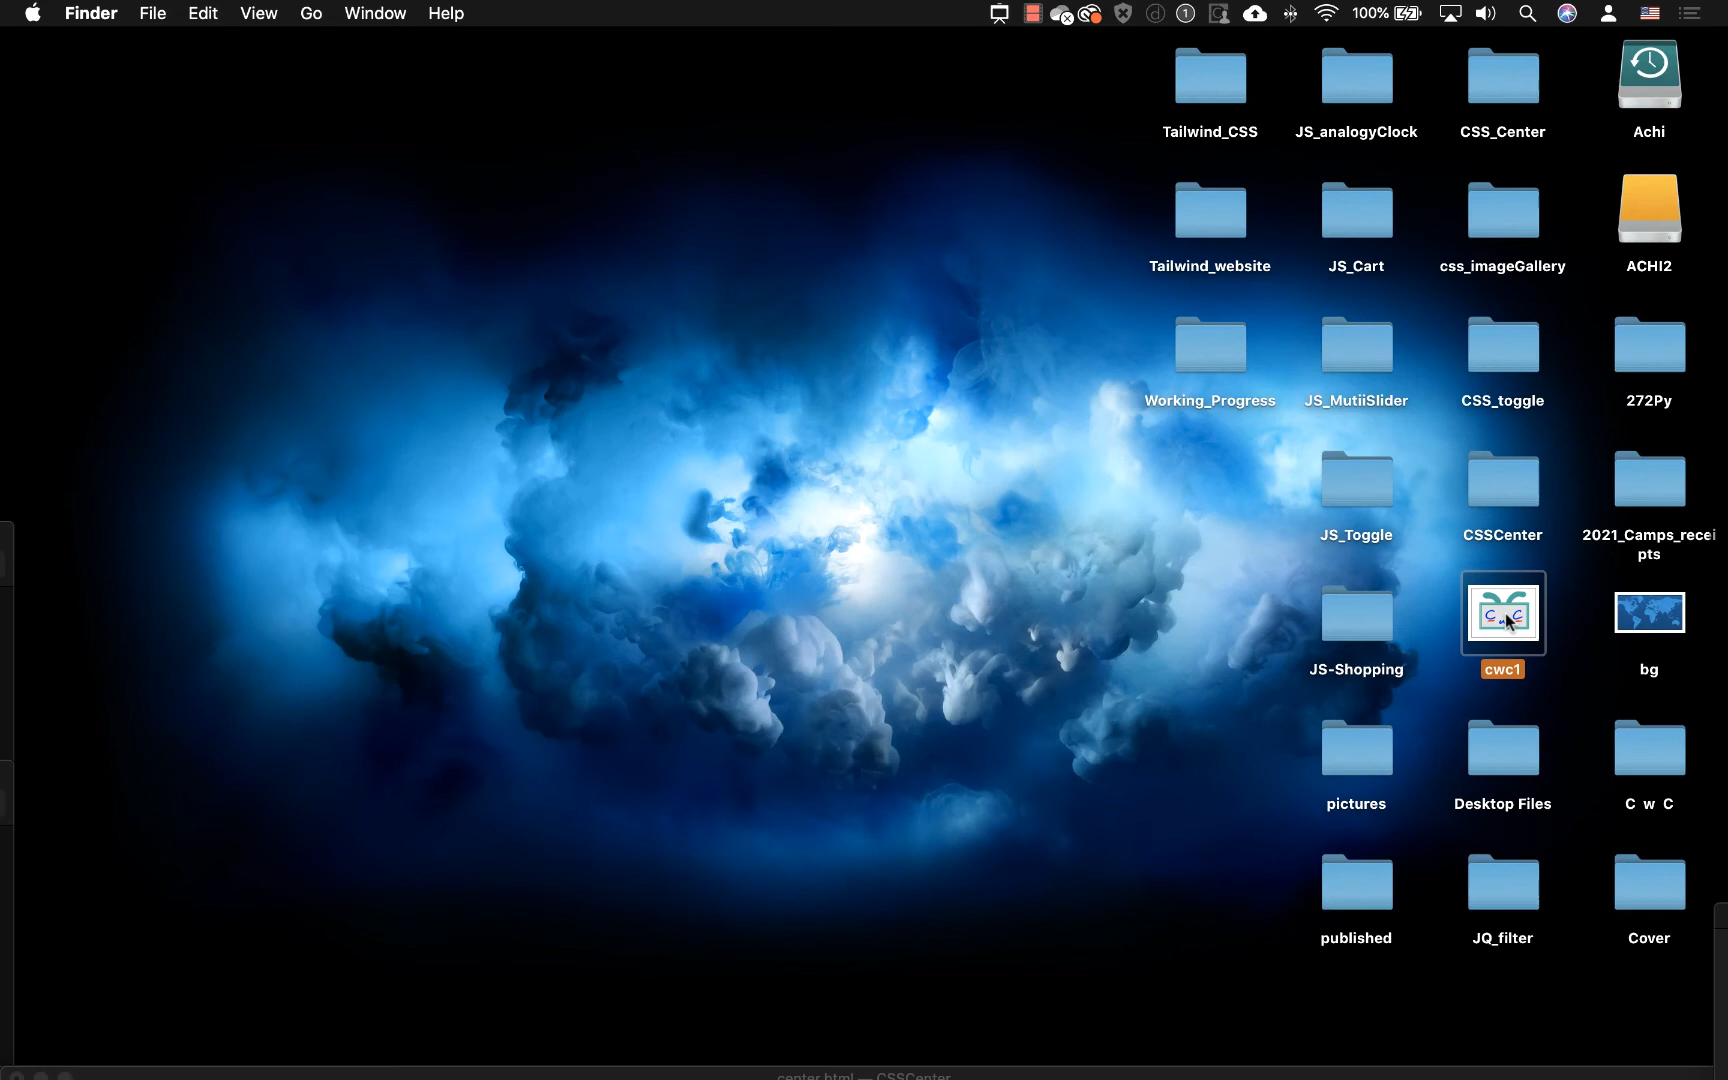 Finder File Edit View Go Window Help 100%
Tailwind_CSS JS_analogyClock CSS_Center Achi
Tailwind_website JS_Cart css_imageGallery ACHI2
Working_Progress JS_MutiiSlider CSS_toggle 272Py
JS_Toggle CSSCenter 2021_Camps_recei
pts
C w C
JS-Shopping cwc1 bg
pictures Desktop Files C w C
published JQ_filter Cover
center.html — CSSCenter